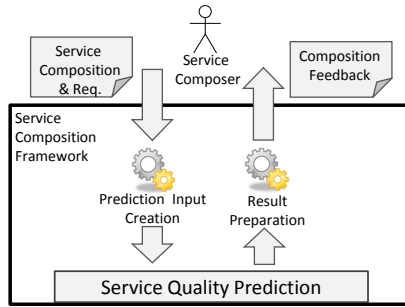 Service
Composition
& Req.
Service
Composer
Composition
Feedback
Service
Composition
Framework
Prediction Input
Creation
Result
Preparation
Service Quality Prediction